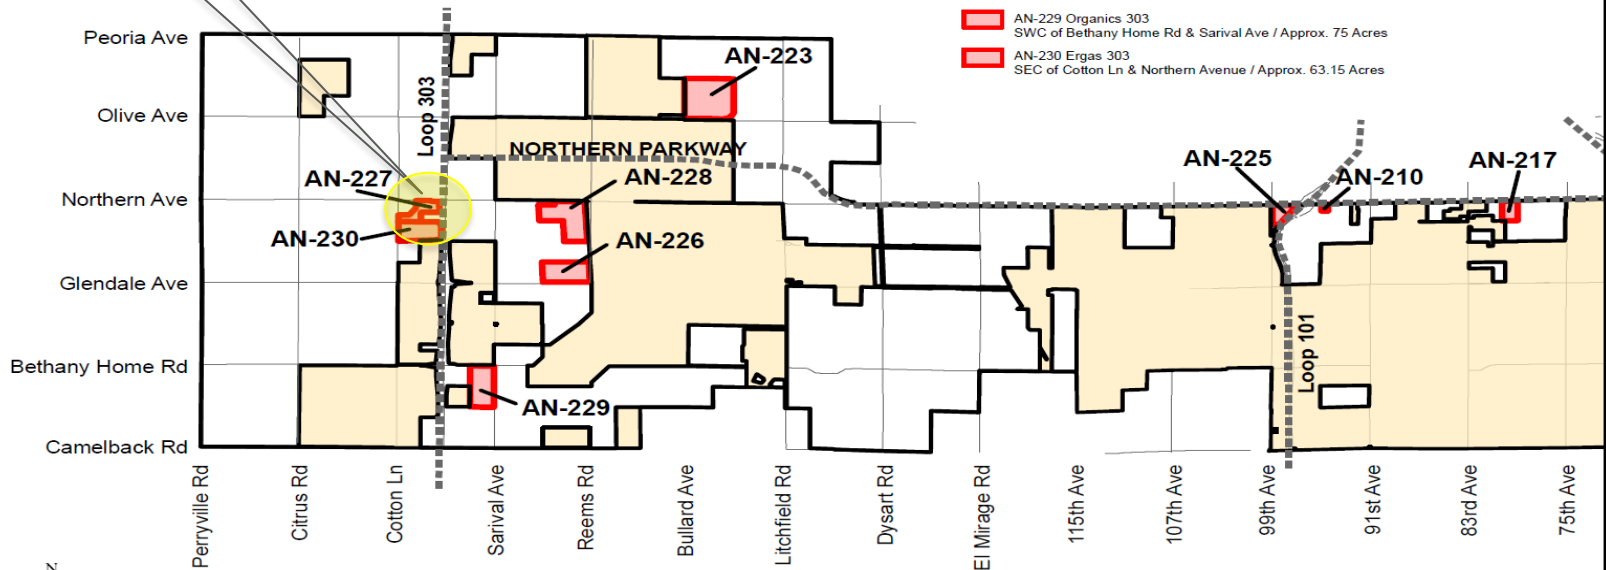 AN-229 Organics 303
SWC of Bethany Home Rd & Sarival Ave / Approx. 75 Acres
AN-230 Ergas 303
SEC of Cotton Ln & Northern Avenue / Approx. 63.15 Acres
Peoria Ave
AN-223
Loop 303
Olive Ave
NORTHERN PARKWAY
AN-225
AN-217
AN-227
AN-228
AN-210
Northern Ave
AN-230
AN-226
Glendale Ave
Loop 101
Bethany Home Rd
AN-229
Camelback Rd
Perryville Rd
Citrus Rd
Cotton Ln
Sarival Ave
Reems Rd
Bullard Ave
Litchfield Rd
Dysart Rd
El Mirage Rd
115th Ave
107th Ave
99th Ave
91st Ave
83rd Ave
75th Ave
N